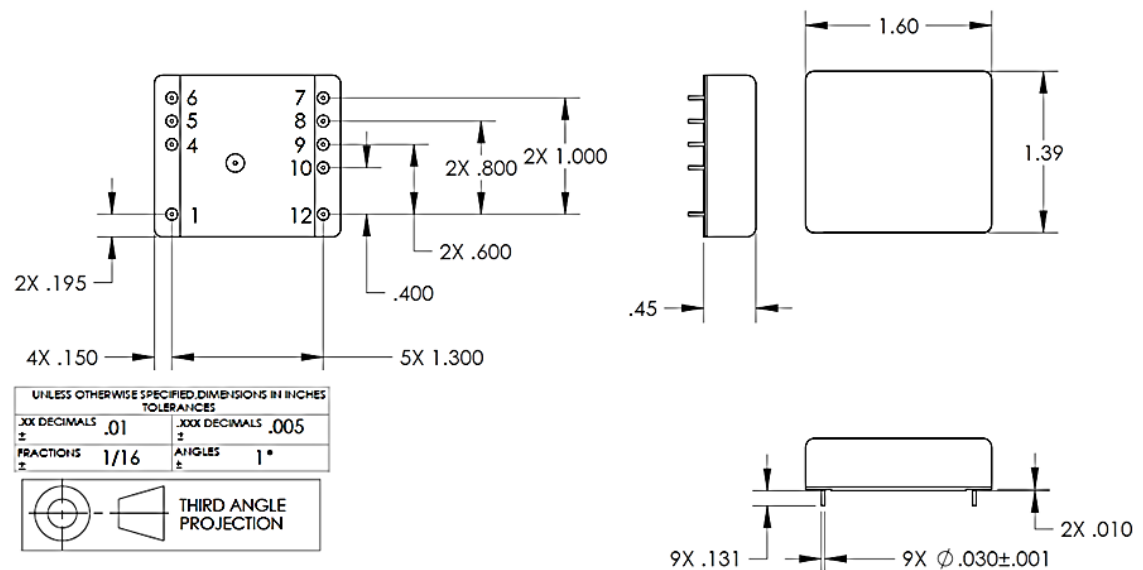 1.60
6
5
4
1
7
8
9
10
12
2X 1.000
2X .800
2X .600
.400
2X .195
4X .150
5X 1.300
1.39
.45
UNLESS OTHERWISE SPECIFIED,DIMENSIONS IN INCHES
TOLERANCES
.XX DECIMALS ± .01
.XXX DECIMALS ± .005
FRACTIONS ± 1/16
ANGLES ± 1°
THIRD ANGLE
PROJECTION
9X .131
9X ∅ .030±.001
2X .010